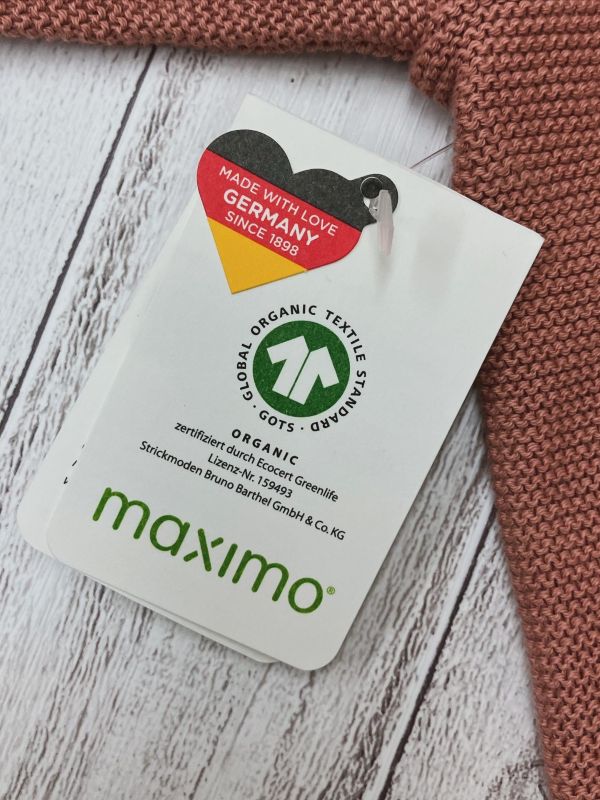 MADE WITH LOVE
GERMANY
SINCE 1898
· GLOBAL ORGANIC TEXTILE STANDARD · GOTS
ORGANIC
zertifiziert durch Ecocert Greenlife
Lizenz-Nr. 159493
Strickmoden Bruno Barthel GmbH & Co. KG
maximo®